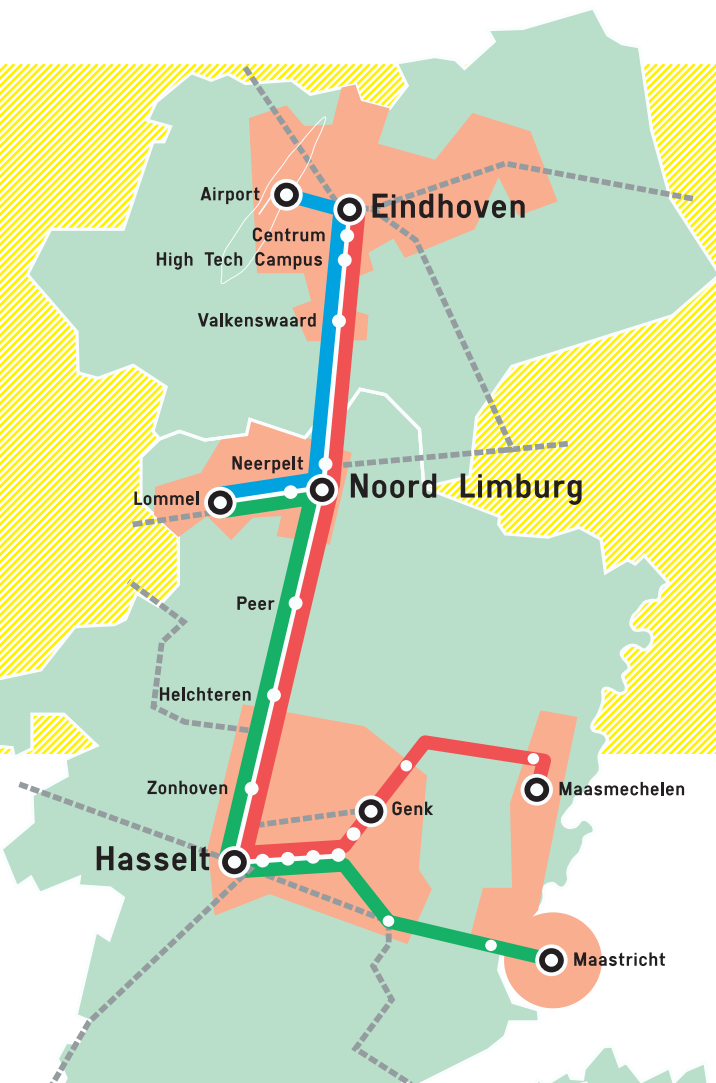 Airport
Eindhoven
Centrum
High Tech Campus
Valkenswaard
Neerpelt
Noord Limburg
Lommel
Peer
Helchteren
Zonhoven
Maasmechelen
Genk
Hasselt
Maastricht